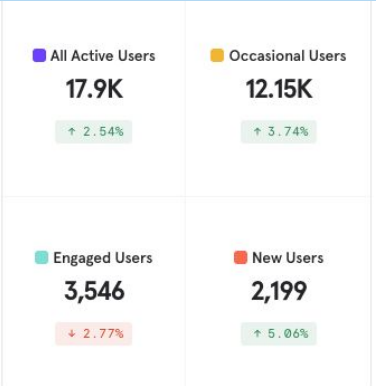 All Active Users
17.9K
↑ 2.54%
Occasional Users
12.15K
↑ 3.74%
Engaged Users
3,546
↓ 2.77%
New Users
2,199
↑ 5.06%